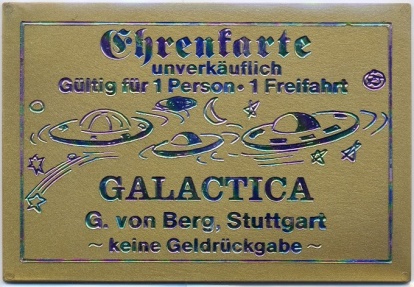 Ehrenkarte
unverkäuflich
Gültig für 1 Person • 1 Freifahrt
GALACTICA
G. von Berg, Stuttgart
~ keine Geldrückgabe ~